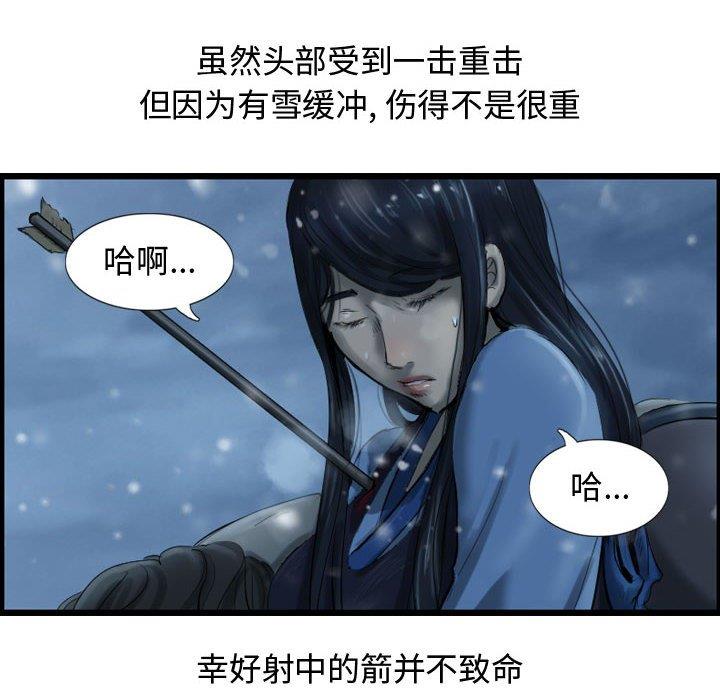 虽然头部受到一击重击
但因为有雪缓冲, 伤得不是很重
哈啊...
哈...
幸好射中的箭并不致命